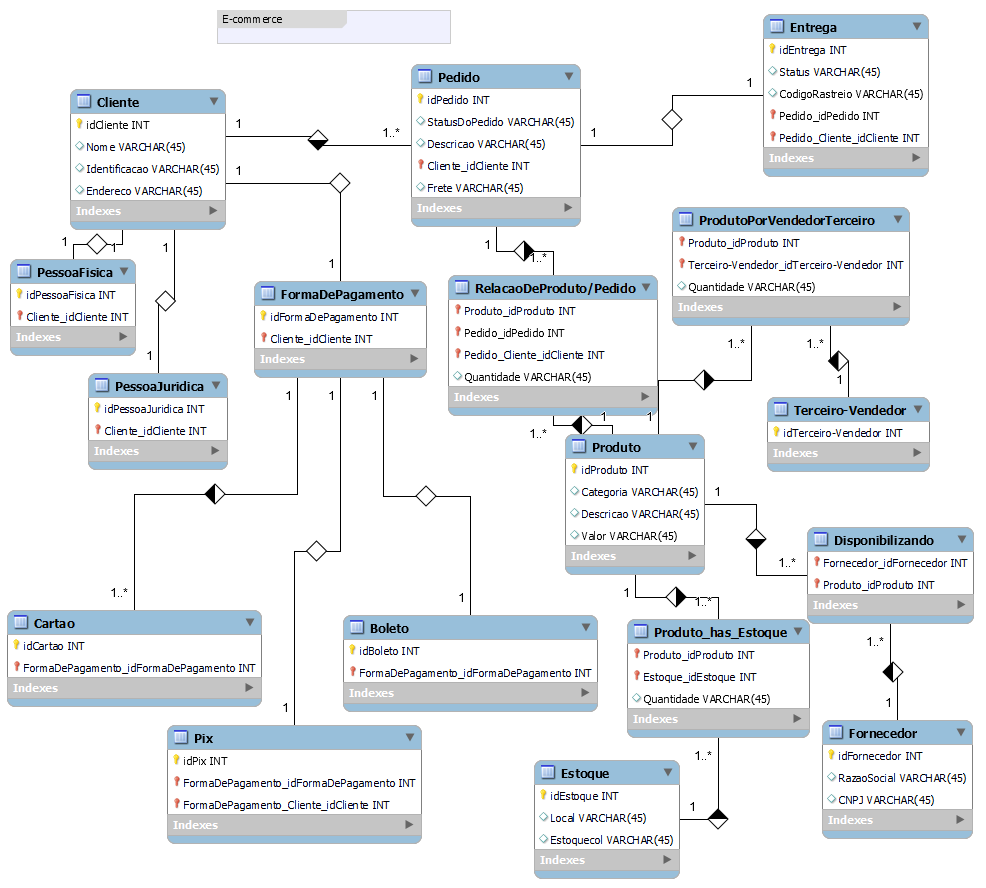 E-commerce
Entrega
idEntrega INT
Status VARCHAR(45)
CodigoRastreio VARCHAR(45)
Pedido_idPedido INT
Pedido_Cliente_idCliente INT
Indexes
Pedido
idPedido INT
StatusDoPedido VARCHAR(45)
Descricao VARCHAR(45)
Cliente_idCliente INT
Frete VARCHAR(45)
Indexes
Cliente
idCliente INT
Nome VARCHAR(45)
Identificacao VARCHAR(45)
Endereco VARCHAR(45)
Indexes
1
1..*
1
1
1
1
1
1
1
1
1
1..*
PessoaFisica
idPessoaFisica INT
Cliente_idCliente INT
Indexes
PessoaJuridica
idPessoaJuridica INT
Cliente_idCliente INT
Indexes
FormaDePagamento
idFormaDePagamento INT
Cliente_idCliente INT
Indexes
RelacaoDeProduto/Pedido
Produto_idProduto INT
Pedido_idPedido INT
Pedido_Cliente_idCliente INT
Quantidade VARCHAR(45)
Indexes
ProdutoPorVendedorTerceiro
Produto_idProduto INT
Terceiro-Vendedor_idTerceiro-Vendedor INT
Quantidade VARCHAR(45)
Indexes
1..*
1..*
1
1
1
1..*
1
1
1
Terceiro-Vendedor
idTerceiro-Vendedor INT
Indexes
Produto
idProduto INT
Categoria VARCHAR(45)
Descricao VARCHAR(45)
Valor VARCHAR(45)
Indexes
1
1..*
1
1..*
Disponibilizando
Fornecedor_idFornecedor INT
Produto_idProduto INT
Indexes
1..*
1
1..*
1
1
Cartao
idCartao INT
FormaDePagamento_idFormaDePagamento INT
Indexes
Boleto
idBoleto INT
FormaDePagamento_idFormaDePagamento INT
Indexes
Produto_has_Estoque
Produto_idProduto INT
Estoque_idEstoque INT
Quantidade VARCHAR(45)
Indexes
1..*
1
Pix
idPix INT
FormaDePagamento_idFormaDePagamento INT
FormaDePagamento_Cliente_idCliente INT
Indexes
Estoque
idEstoque INT
Local VARCHAR(45)
Estoquecol VARCHAR(45)
Indexes
Fornecedor
idFornecedor INT
RazaoSocial VARCHAR(45)
CNPJ VARCHAR(45)
Indexes